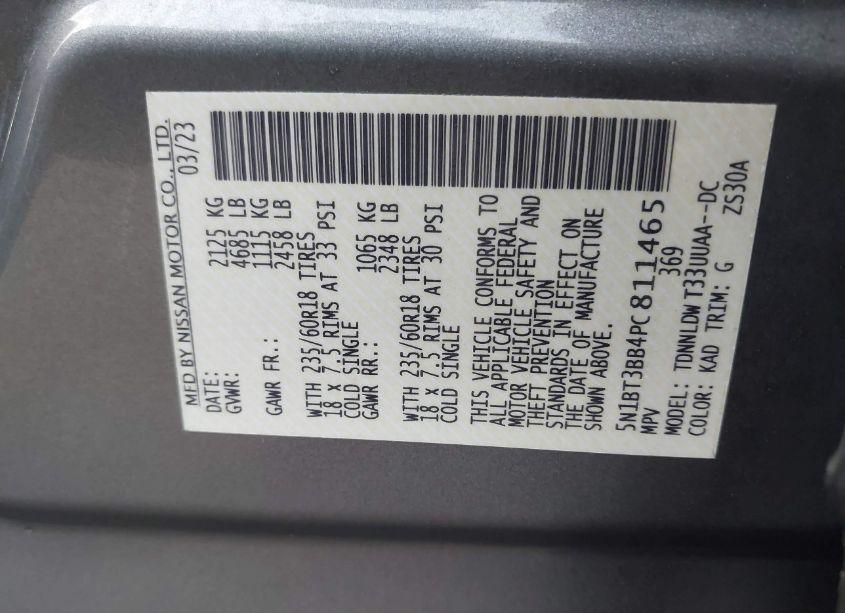 MFD BY NISSAN MOTOR CO., LTD.
DATE: 03/23
GVWR: 2125 KG
4685 LB
GAWR FR.: 1115 KG
2458 LB
WITH 235/60R18 TIRES
18 X 7.5 RIMS AT 33 PSI
COLD SINGLE
GAWR RR.: 1065 KG
2348 LB
WITH 235/60R18 TIRES
18 X 7.5 RIMS AT 30 PSI
COLD SINGLE
THIS VEHICLE CONFORMS TO
ALL APPLICABLE FEDERAL
MOTOR VEHICLE SAFETY AND
THEFT PREVENTION
STANDARDS IN EFFECT ON
THE DATE OF MANUFACTURE
SHOWN ABOVE.
5N1BT3BB4PC811465
MPV 369
MODEL: TDNNLDW T33UUAA--DC
COLOR: KAD TRIM: G ZS30A